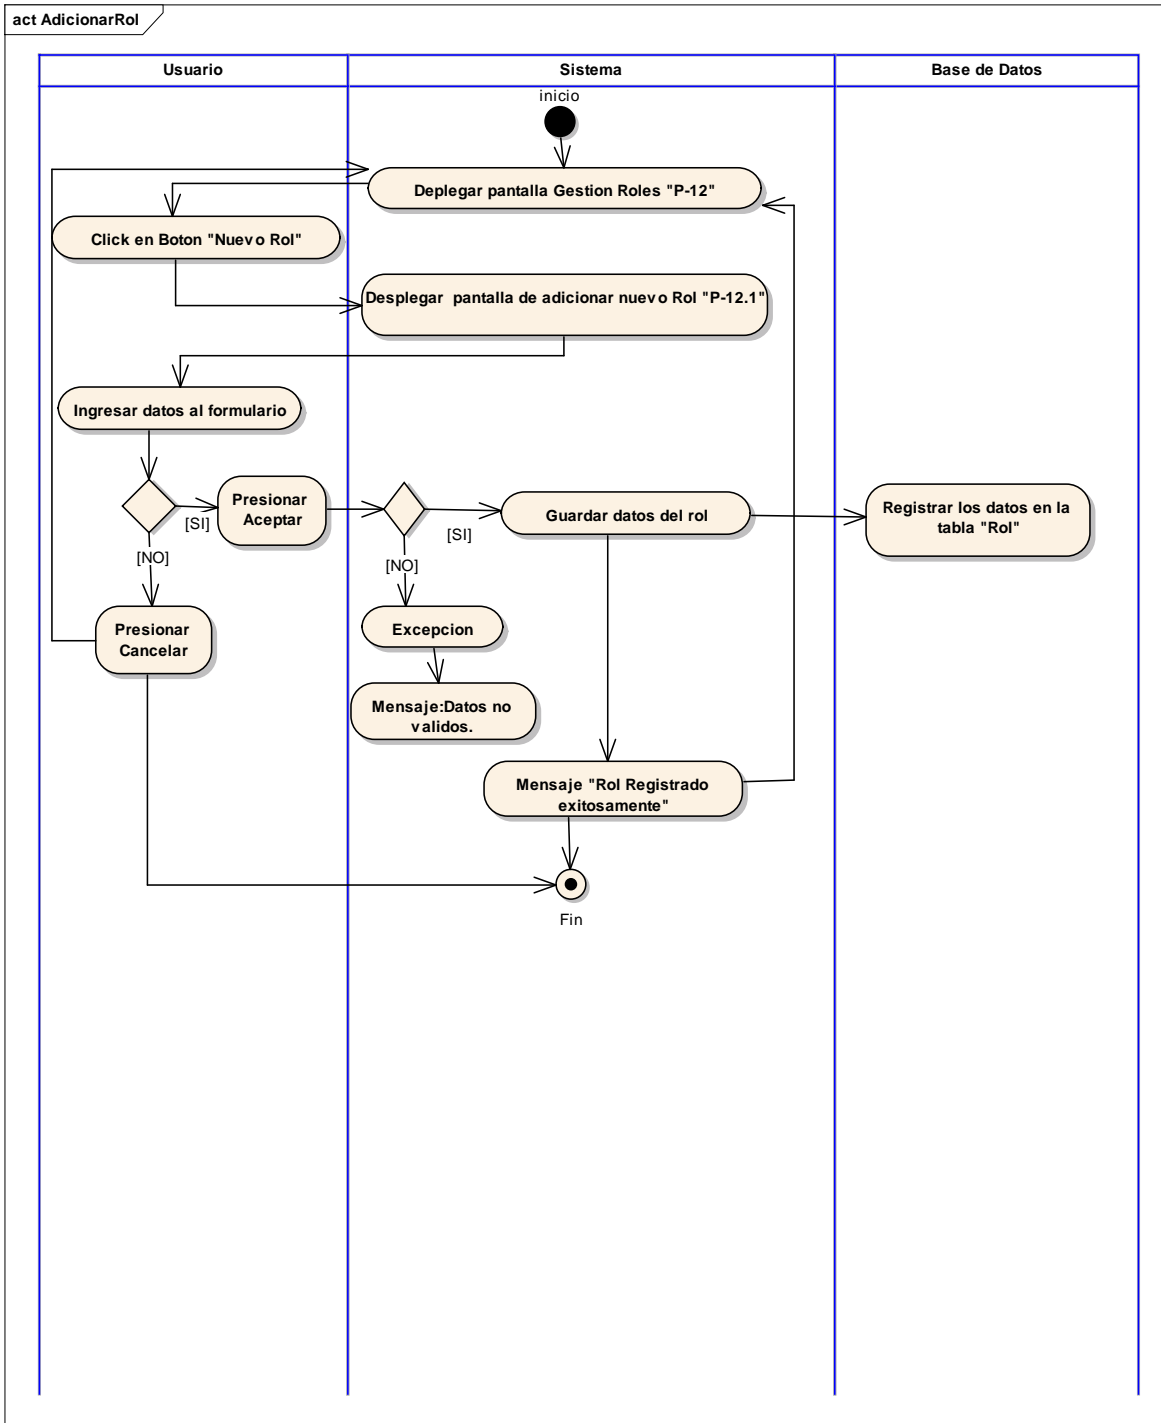 act AdicionarRol
Usuario
Sistema
Base de Datos
inicio
Deplegar pantalla Gestion Roles "P-12"
Click en Boton "Nuevo Rol"
Desplegar pantalla de adicionar nuevo Rol "P-12.1"
Ingresar datos al formulario
Presionar
Aceptar
[SI]
[NO]
[SI]
[NO]
Guardar datos del rol
Registrar los datos en la
tabla "Rol"
Presionar
Cancelar
Excepcion
Mensaje:Datos no
validos.
Mensaje "Rol Registrado
exitosamente"
Fin